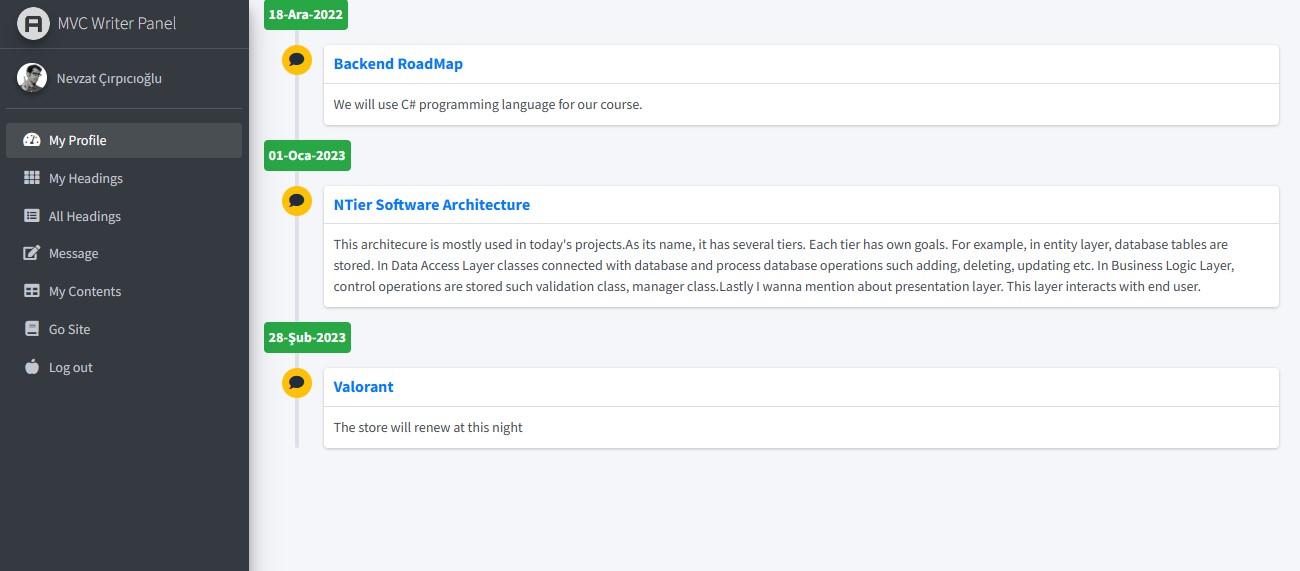 MVC Writer Panel
Nevzat Çırpıcıoğlu
My Profile
My Headings
All Headings
Message
My Contents
Go Site
Log out
18-Ara-2022
Backend RoadMap
We will use C# programming language for our course.
01-Oca-2023
NTier Software Architecture
This architecure is mostly used in today's projects.As its name, it has several tiers. Each tier has own goals. For example, in entity layer, database tables are
stored. In Data Access Layer classes connected with database and process database operations such adding, deleting, updating etc. In Business Logic Layer,
control operations are stored such validation class, manager class.Lastly I wanna mention about presentation layer. This layer interacts with end user.
28-Şub-2023
Valorant
The store will renew at this night